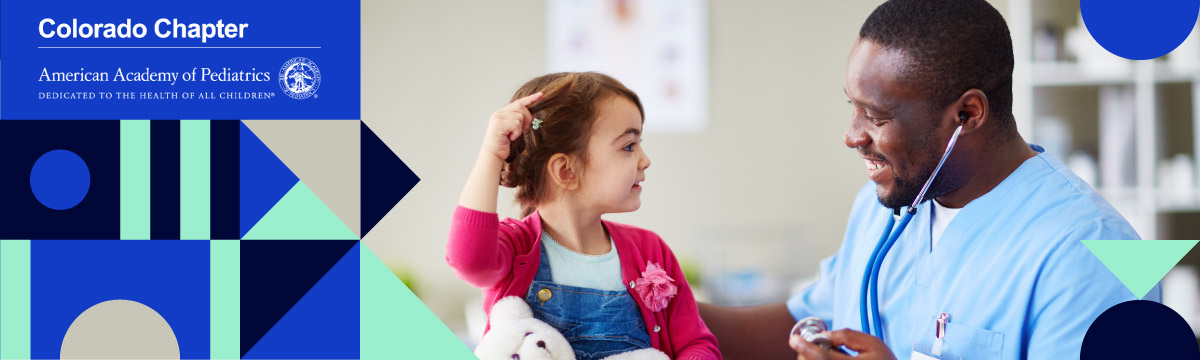 Colorado Chapter
American Academy of Pediatrics
DEDICATED TO THE HEALTH OF ALL CHILDREN®